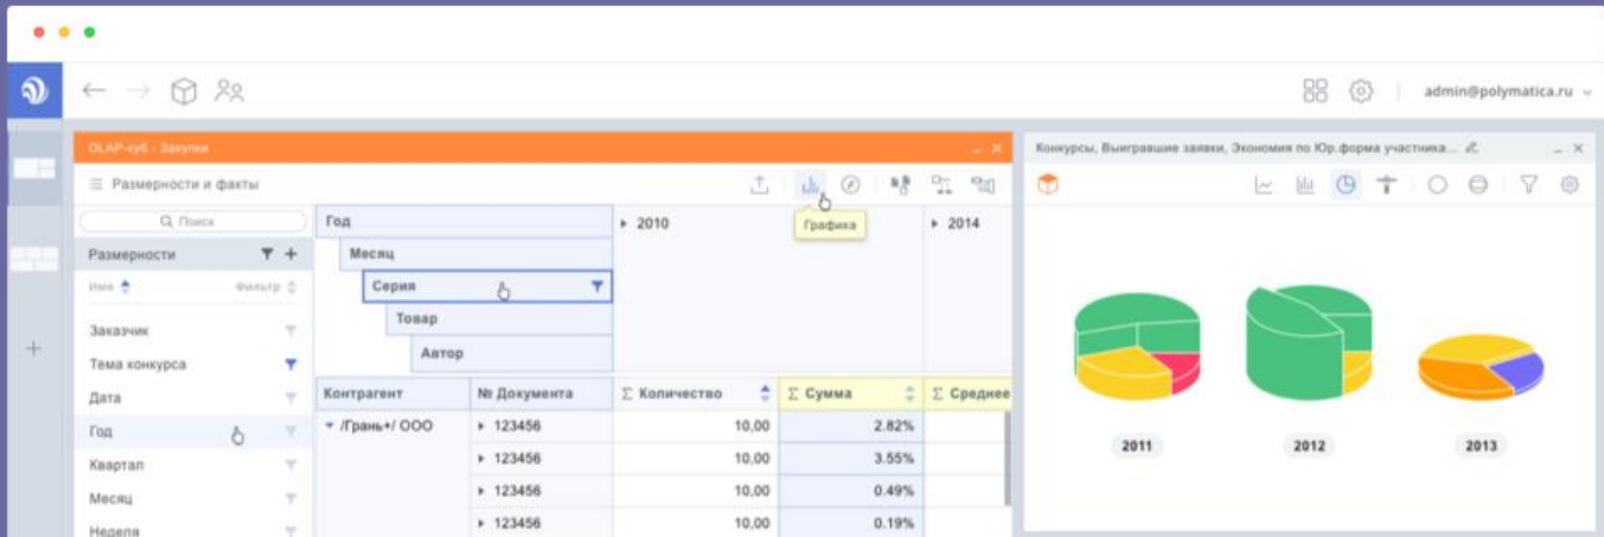 admin@polymatica.ru
OLAP-куб - Закупки
Конкурсы, Выигравшие заявки, Экономия по Юр.форма участника...
Размерности и факты
Графика
Поиск
Размерности
Имя
Фильтр
Заказчик
Тема конкурса
Дата
Год
Квартал
Месяц
Неделя
Год
Месяц
Серия
Товар
Автор
2010
2014
Контрагент № Документа Σ Количество Σ Сумма Σ Среднее
/Грань+/ ООО 123456 10,00 2.82%
123456 10,00 3.55%
123456 10,00 0.49%
123456 10,00 0.19%
2011
2012
2013